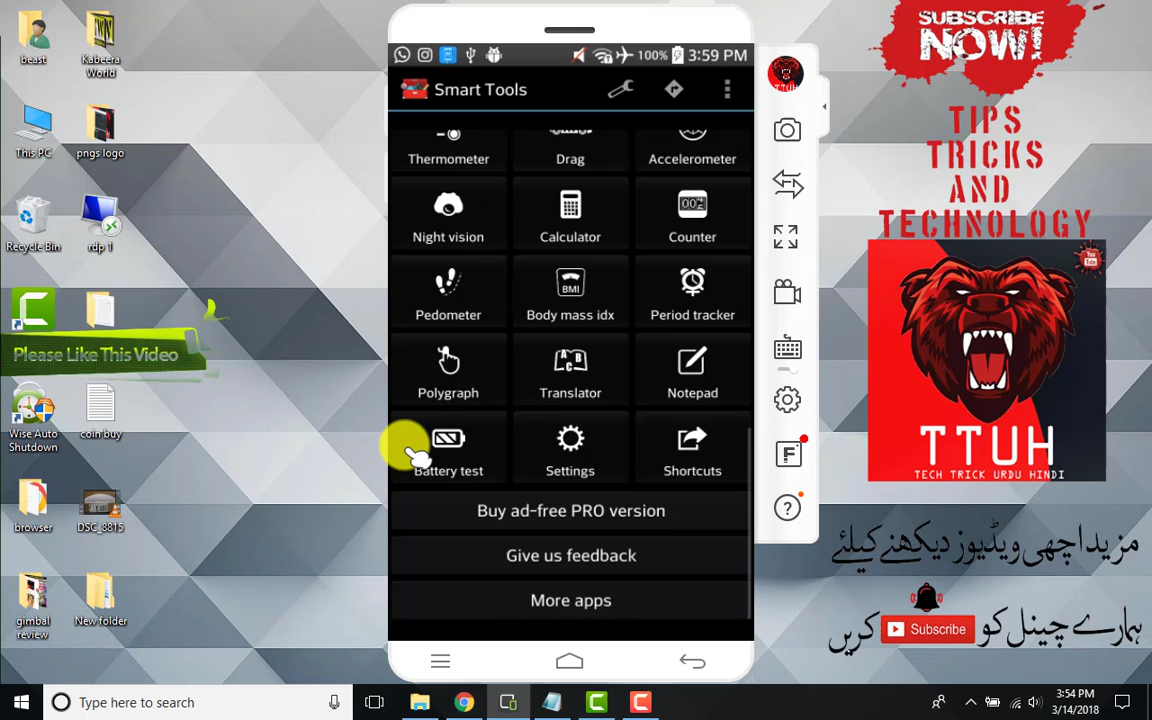 beast
Kabeera World
This PC
pngs logo
Recycle Bin
rdp 1
Please Like This Video
Wise Auto Shutdown
coin buy
browser
DSC_8815
gimbal review
New folder
100% 3:59 PM
Smart Tools
Thermometer
Drag
Accelerometer
Night vision
Calculator
Counter
Pedometer
BMI
Body mass idx
Period tracker
Polygraph
Translator
Notepad
Battery test
Settings
Shortcuts
Buy ad-free PRO version
Give us feedback
More apps
SUBSCRIBE
NOW!
TIPS
TRICKS
AND
TECHNOLOGY
TTUH
TECH TRICK URDU HINDI
مزید اچھی ویڈیوز دیکھنے کیلئے
ہمارے چینل کو Subscribe کریں
Type here to search
3:54 PM
3/14/2018